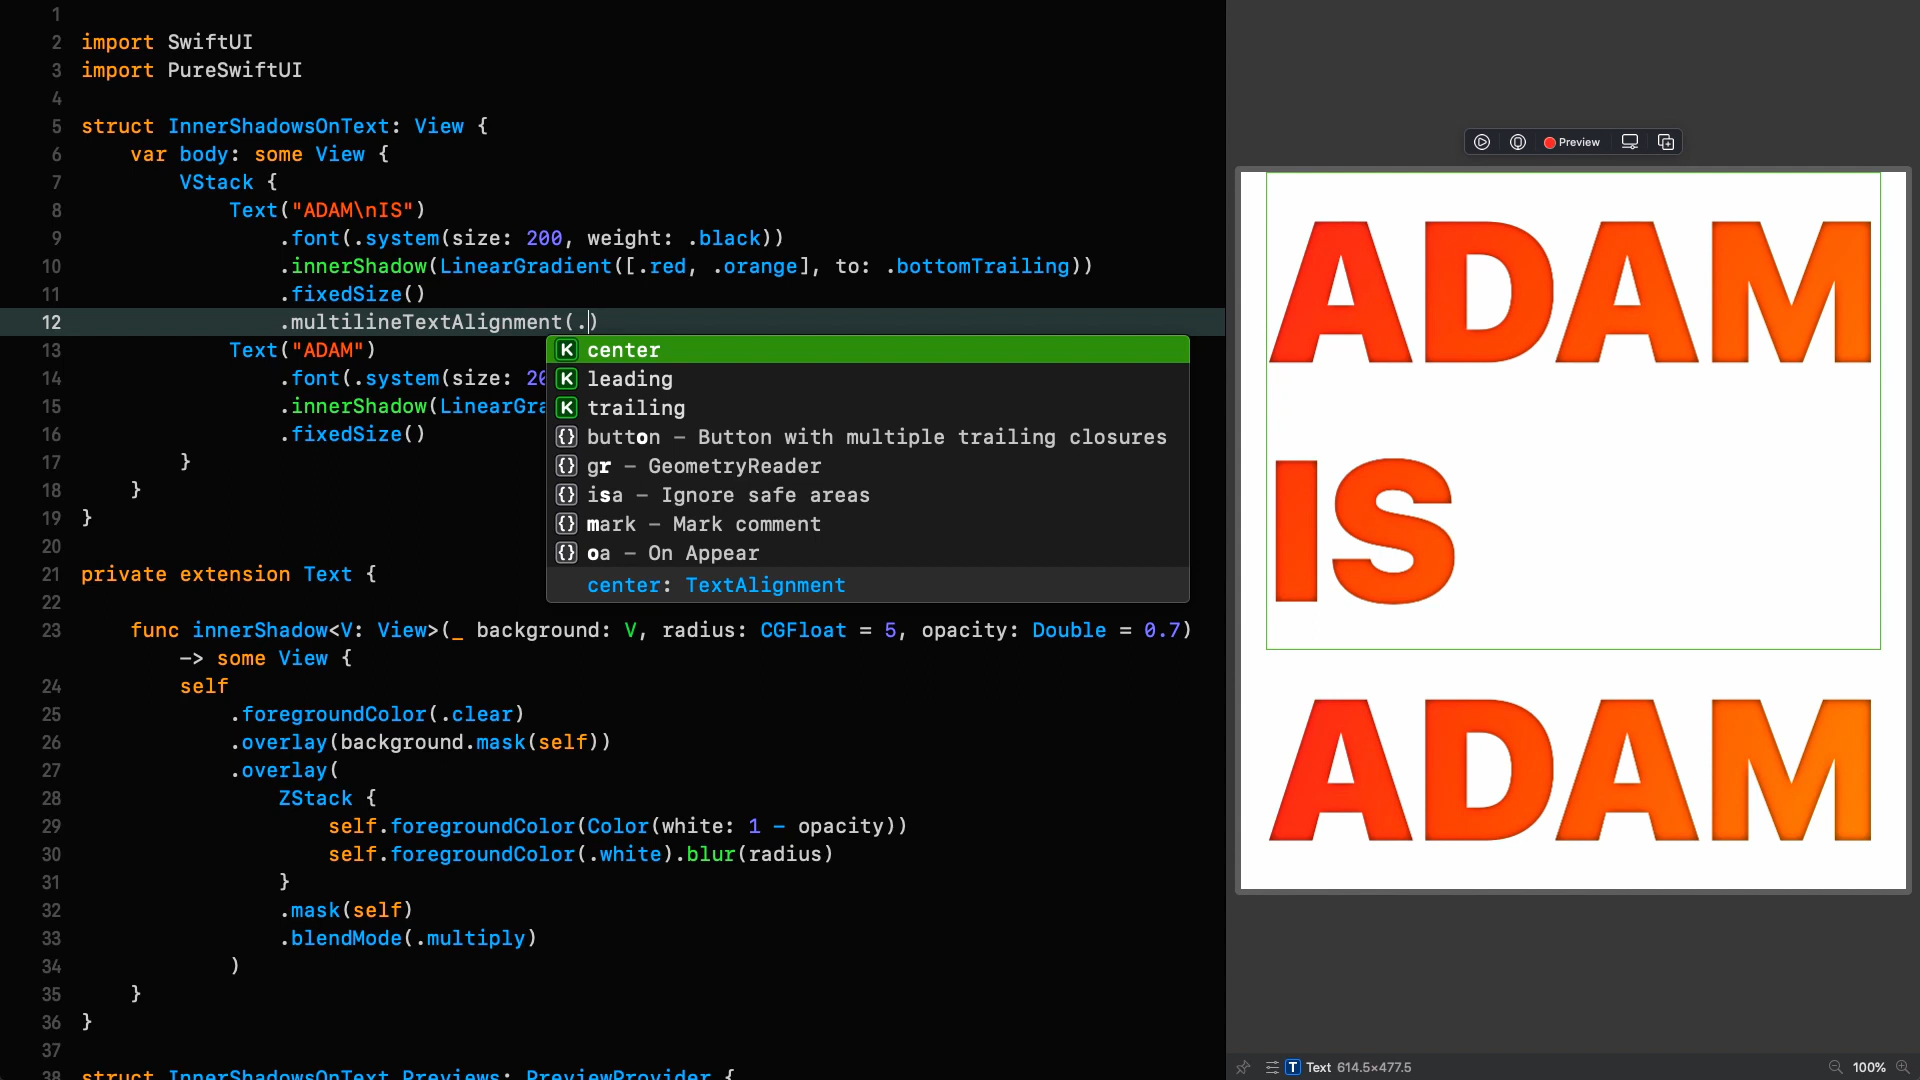 1
2 import SwiftUI
3 import PureSwiftUI
4
5 struct InnerShadowsOnText: View {
6 var body: some View {
7 VStack {
8 Text("ADAM\nIS")
9 .font(.system(size: 200, weight: .black))
10 .innerShadow(LinearGradient([.red, .orange], to: .bottomTrailing))
11 .fixedSize()
12 .multilineTextAlignment(.)
13 Text("ADAM")
14 .font(.system(size: 20
15 .innerShadow(LinearGra
16 .fixedSize()
17 }
18 }
19 }
20
21 private extension Text {
22
23 func innerShadow<V: View>(_ background: V, radius: CGFloat = 5, opacity: Double = 0.7)
-> some View {
24 self
25 .foregroundColor(.clear)
26 .overlay(background.mask(self))
27 .overlay(
28 ZStack {
29 self.foregroundColor(Color(white: 1 - opacity))
30 self.foregroundColor(.white).blur(radius)
31 }
32 .mask(self)
33 .blendMode(.multiply)
34 )
35 }
36 }
37
38 struct InnerShadowsOnText_Previews: PreviewProvider {
K center
K leading
K trailing
{} button — Button with multiple trailing closures
{} gr — GeometryReader
{} isa — Ignore safe areas
{} mark — Mark comment
{} oa — On Appear
center: TextAlignment
Preview
ADAM
IS
ADAM
T Text 614.5×477.5
100%